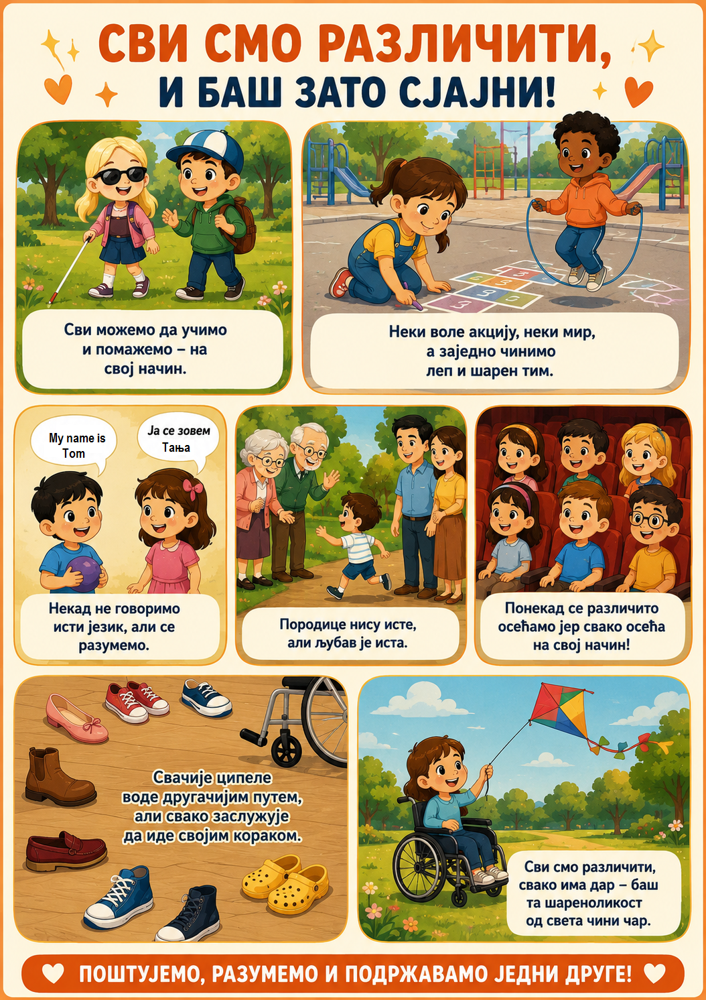 СВИ СМО РАЗЛИЧИТИ,
И БАШ ЗАТО СЈАЈНИ!
Сви можемо да учимо
и помажемо – на
свој начин.
Неки воле акцију, неки мир,
а заједно чинимо
леп и шарен тим.
My name is
Tom
Ја се зовем
Тања
Некад не говоримо
исти језик, али се
разумемо.
Породице нису исте,
али љубав је иста.
Понекад се различито
осећамо јер свако осећа
на свој начин!
Свачије ципеле
воде другачијим путем,
али свако заслужује
да иде својим кораком.
Сви смо различити,
свако има дар – баш
та шареноликост
од света чини чар.
ПОШТУЈЕМО, РАЗУМЕМО И ПОДРЖАВАМО ЈЕДНИ ДРУГЕ!